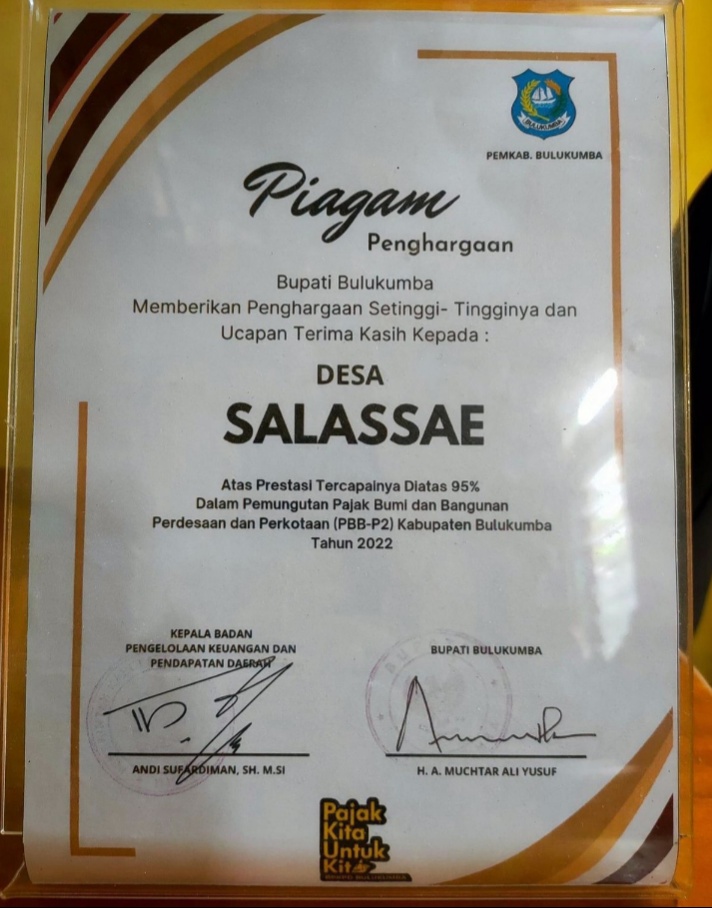 BULUKUMBA
PEMKAB. BULUKUMBA
Piagam
Penghargaan
Bupati Bulukumba
Memberikan Penghargaan Setinggi- Tingginya dan
Ucapan Terima Kasih Kepada :
DESA
SALASSAE
Atas Prestasi Tercapainya Diatas 95%
Dalam Pemungutan Pajak Bumi dan Bangunan
Perdesaan dan Perkotaan (PBB-P2) Kabupaten Bulukumba
Tahun 2022
KEPALA BADAN
PENGELOLAAN KEUANGAN DAN
PENDAPATAN DAERAH
ANDI SUFARDIMAN, SH. M.SI
BUPATI BULUKUMBA
H. A. MUCHTAR ALI YUSUF
Pajak
Kita
Untuk
Kita